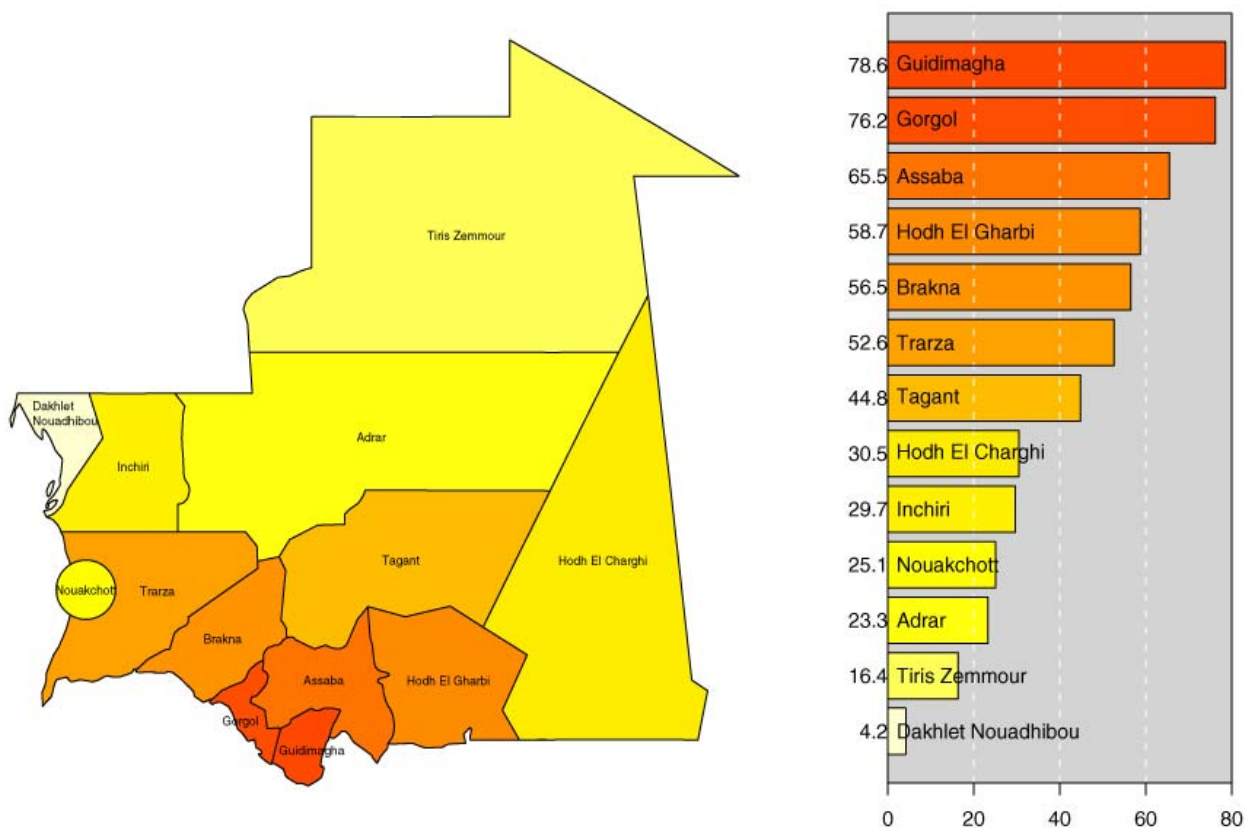 Tiris Zemmour
Dakhlet
Nouadhibou
Adrar
Inchiri
Tagant
Hodh El Charghi
Nouakchott
Trarza
Brakna
Assaba
Hodh El Gharbi
Gorgol
Guidimagha
78.6 Guidimagha
76.2 Gorgol
65.5 Assaba
58.7 Hodh El Gharbi
56.5 Brakna
52.6 Trarza
44.8 Tagant
30.5 Hodh El Charghi
29.7 Inchiri
25.1 Nouakchott
23.3 Adrar
16.4 Tiris Zemmour
4.2 Dakhlet Nouadhibou
0 20 40 60 80